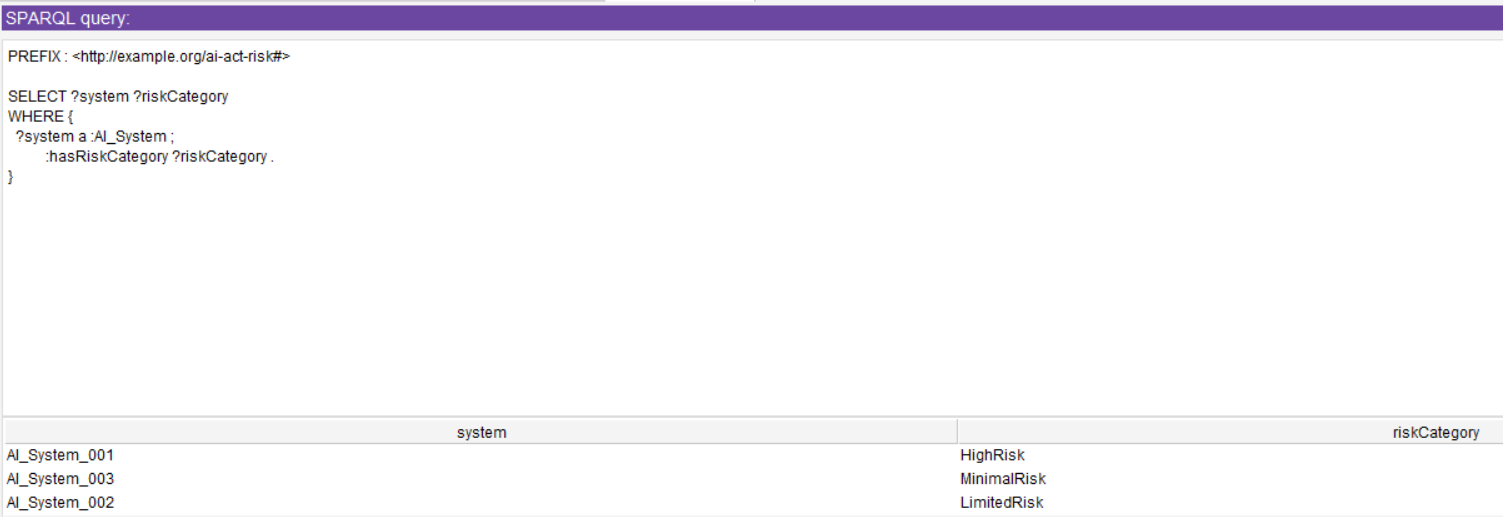 SPARQL query:
PREFIX : <http://example.org/ai-act-risk#>
SELECT ?system ?riskCategory
WHERE {
?system a :AI_System ;
:hasRiskCategory ?riskCategory .
}
system riskCategory
AI_System_001 HighRisk
AI_System_003 MinimalRisk
AI_System_002 LimitedRisk